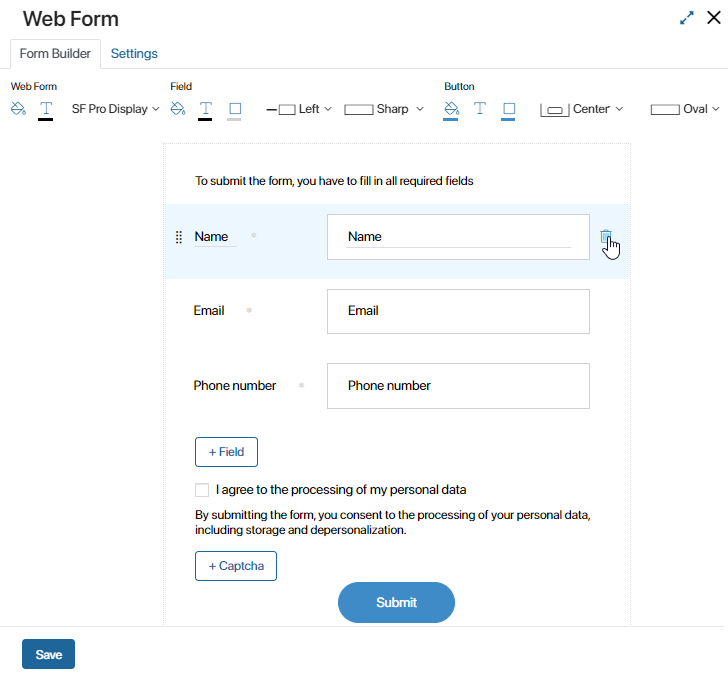 Web Form
Form Builder Settings
Web Form Field Button
T SF Pro Display T Left Sharp T Center Oval
To submit the form, you have to fill in all required fields
Name Name
Email Email
Phone number Phone number
+ Field
I agree to the processing of my personal data
By submitting the form, you consent to the processing of your personal data,
including storage and depersonalization.
+ Captcha
Submit
Save